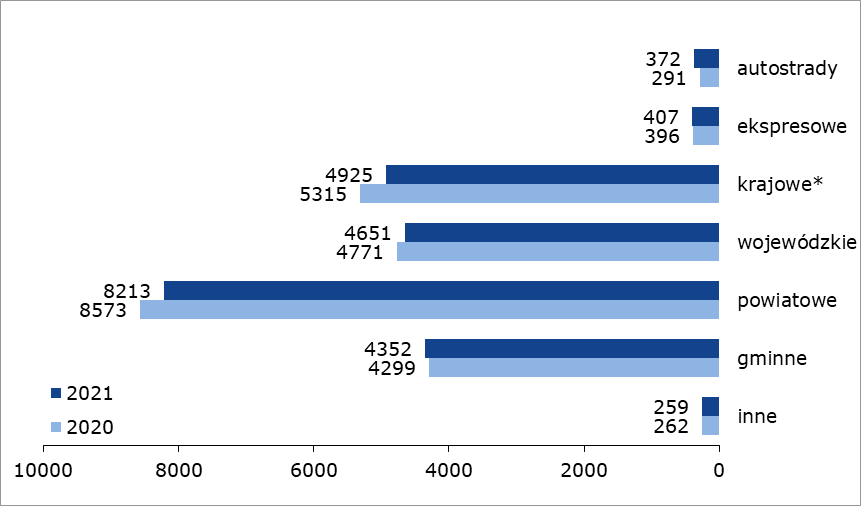 372 autostrady
291
407 ekspresowe
396
4925 krajowe*
5315
4651 wojewódzkie
4771
8213 powiatowe
8573
4352 gminne
4299
2021
259 inne
262
2020
10000 8000 6000 4000 2000 0